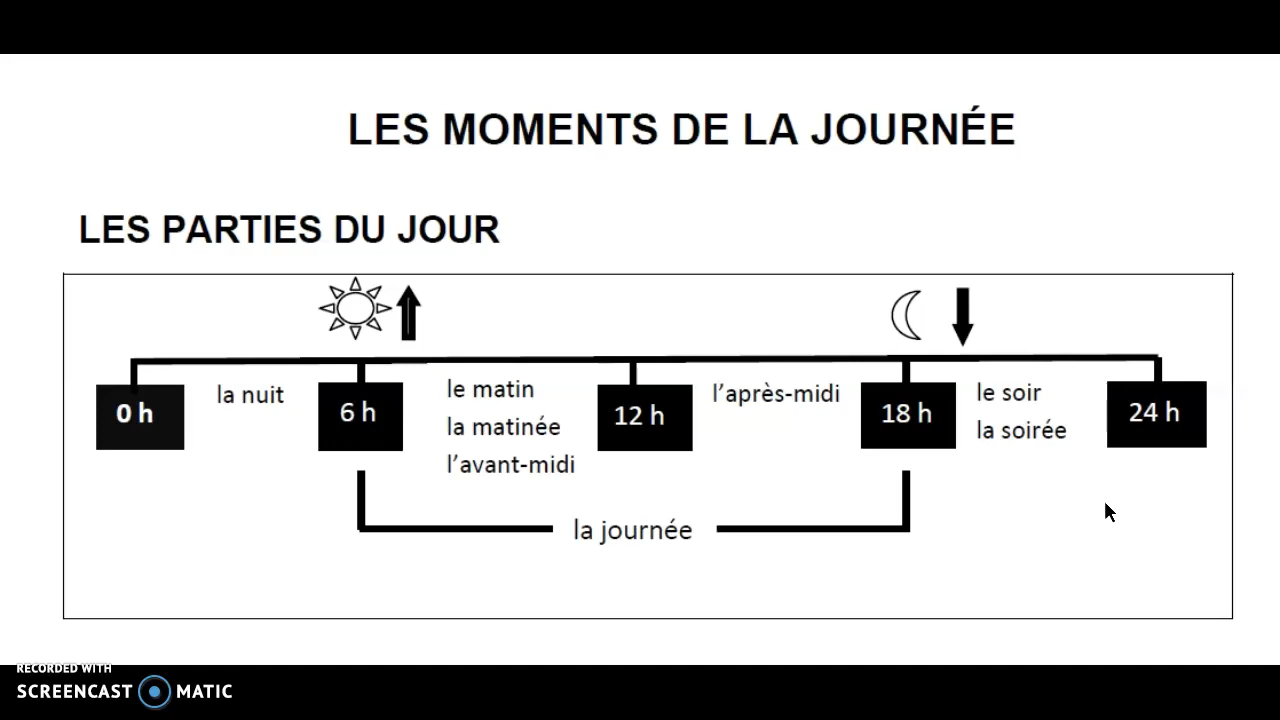 LES MOMENTS DE LA JOURNÉE
LES PARTIES DU JOUR
0 h
la nuit
6 h
le matin
la matinée
l'avant-midi
12 h
l'après-midi
18 h
le soir
la soirée
24 h
la journée
RECORDED WITH
SCREENCAST MATIC